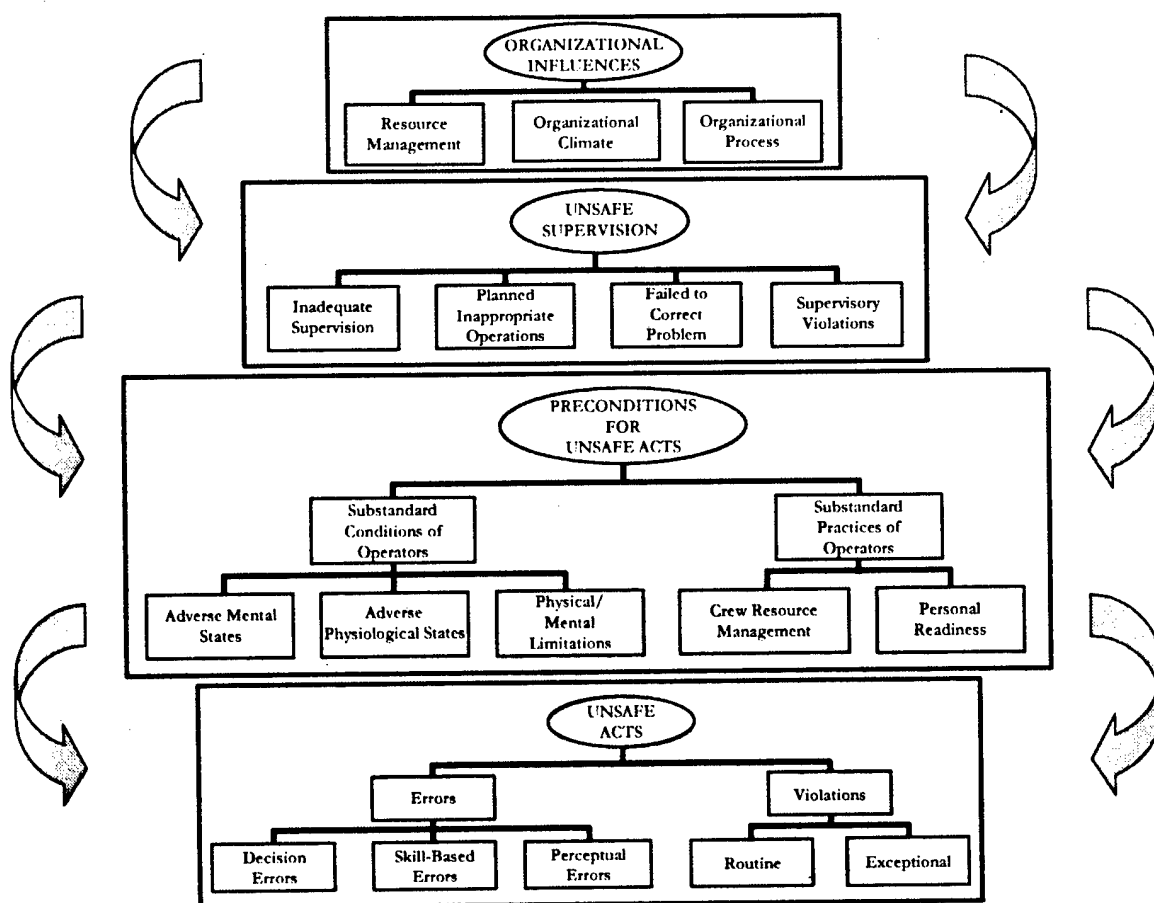 ORGANIZATIONAL
INFLUENCES
Resource
Management
Organizational
Climate
Organizational
Process
UNSAFE
SUPERVISION
Inadequate
Supervision
Planned
Inappropriate
Operations
Failed to
Correct
Problem
Supervisory
Violations
PRECONDITIONS
FOR
UNSAFE ACTS
Substandard
Conditions of
Operators
Substandard
Practices of
Operators
Adverse Mental
States
Adverse
Physiological States
Physical/
Mental
Limitations
Crew Resource
Management
Personal
Readiness
UNSAFE
ACTS
Errors
Violations
Decision
Errors
Skill-Based
Errors
Perceptual
Errors
Routine
Exceptional